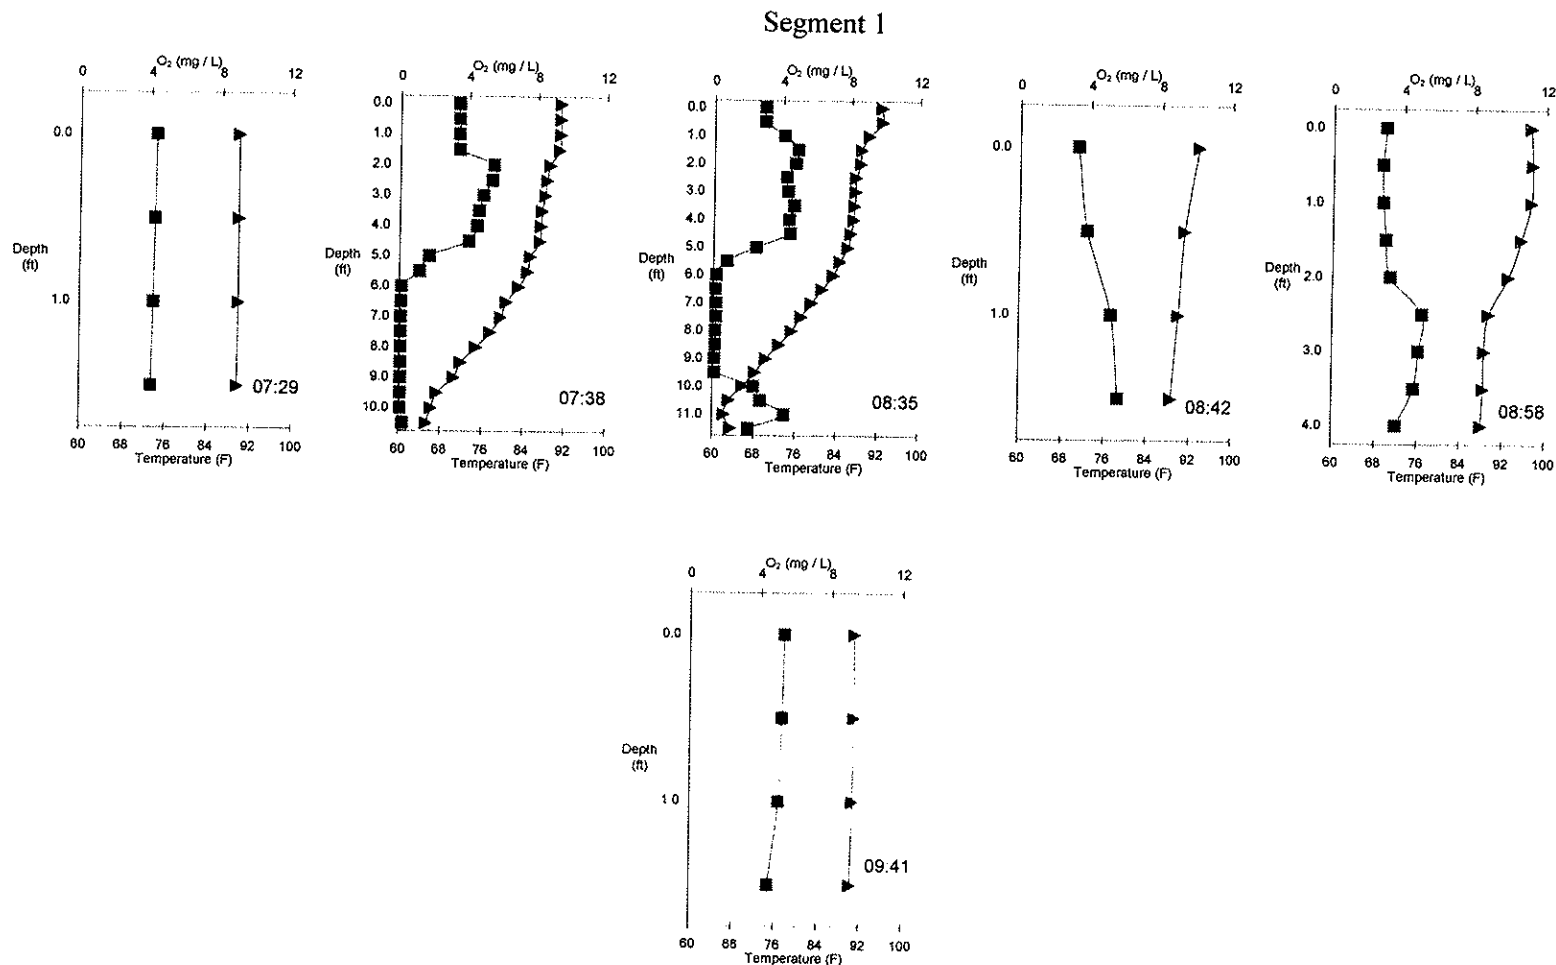 Segment 1
O₂ (mg / L)
0 4 8 12
0.0
1.0
Depth
(ft)
07:29
60 68 76 84 92 100
Temperature (F)
O₂ (mg / L)
0 4 8 12
0.0
1.0
2.0
3.0
4.0
5.0
6.0
7.0
8.0
9.0
10.0
Depth
(ft)
07:38
60 68 76 84 92 100
Temperature (F)
O₂ (mg / L)
0 4 8 12
0.0
1.0
2.0
3.0
4.0
5.0
6.0
7.0
8.0
9.0
10.0
11.0
Depth
(ft)
08:35
60 68 76 84 92 100
Temperature (F)
O₂ (mg / L)
0 4 8 12
0.0
1.0
Depth
(ft)
08:42
60 68 76 84 92 100
Temperature (F)
O₂ (mg / L)
0 4 8 12
0.0
1.0
2.0
3.0
4.0
Depth
(ft)
08:58
60 68 76 84 92 100
Temperature (F)
O₂ (mg / L)
0 4 8 12
0.0
1.0
Depth
(ft)
09:41
60 68 76 84 92 100
Temperature (F)